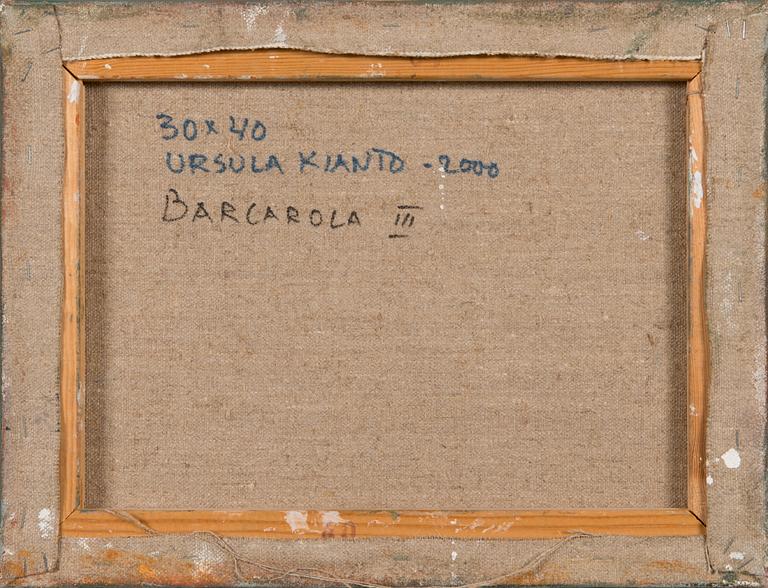 30x40
URSULA KIANTO -2000
BARCAROLA III